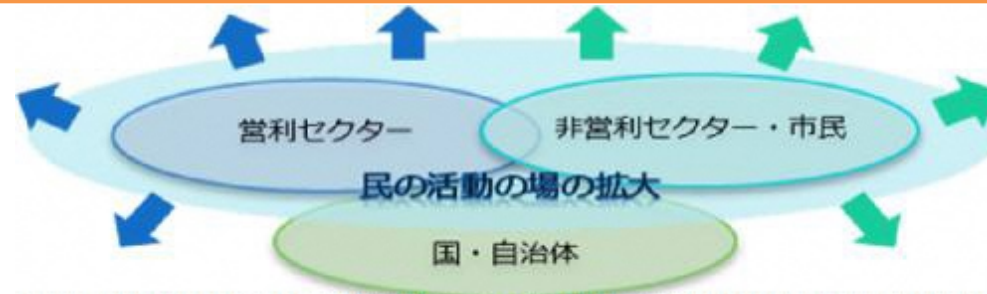 営利セクター
非営利セクター・市民
民の活動の場の拡大
国・自治体